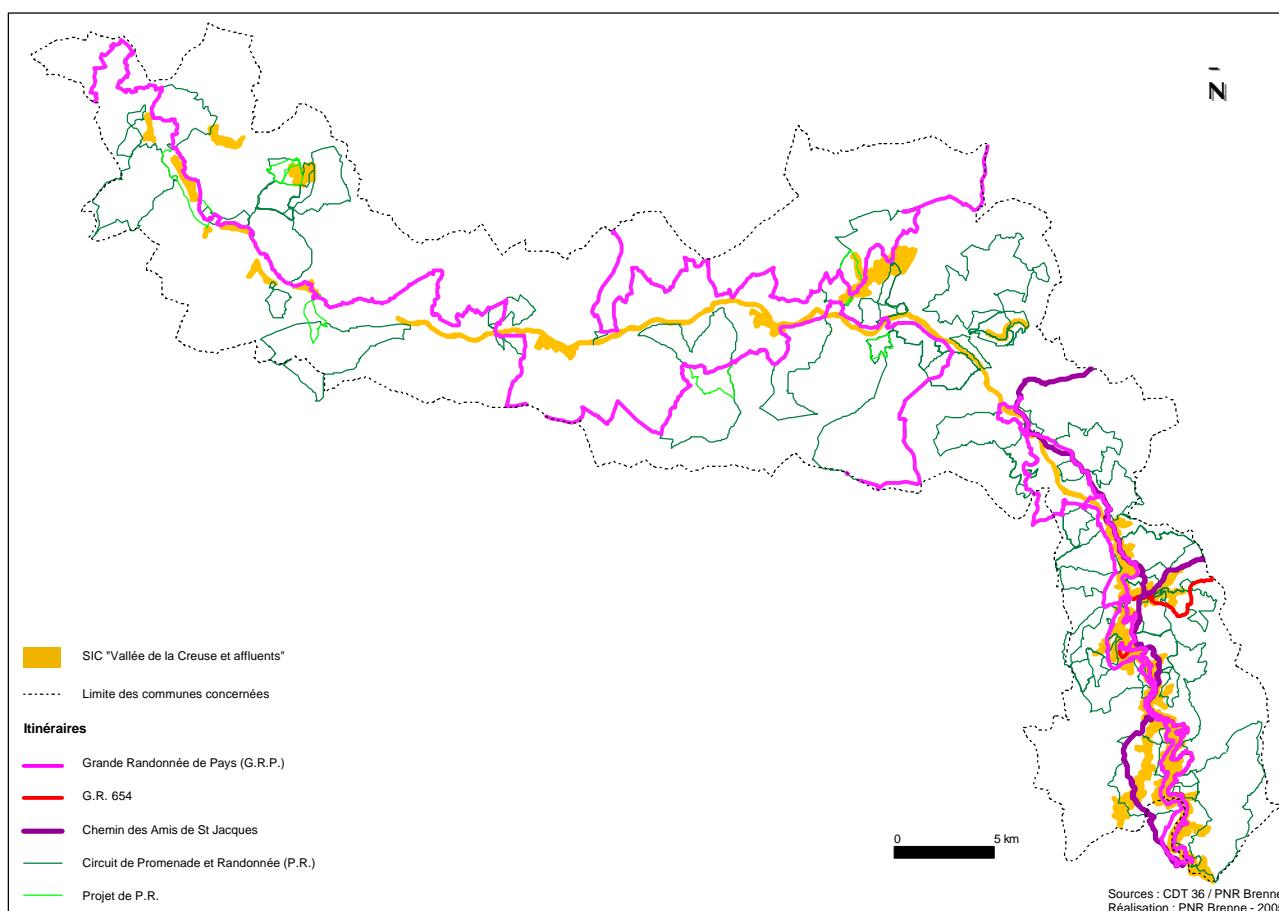 N
SIC "Vallée de la Creuse et affluents"
Limite des communes concernées
Itinéraires
Grande Randonnée de Pays (G.R.P.)
G.R. 654
Chemin des Amis de St Jacques
Circuit de Promenade et Randonnée (P.R.)
Projet de P.R.
0 5 km
Sources : CDT 36 / PNR Brenne
Réalisation : PNR Brenne - 2005